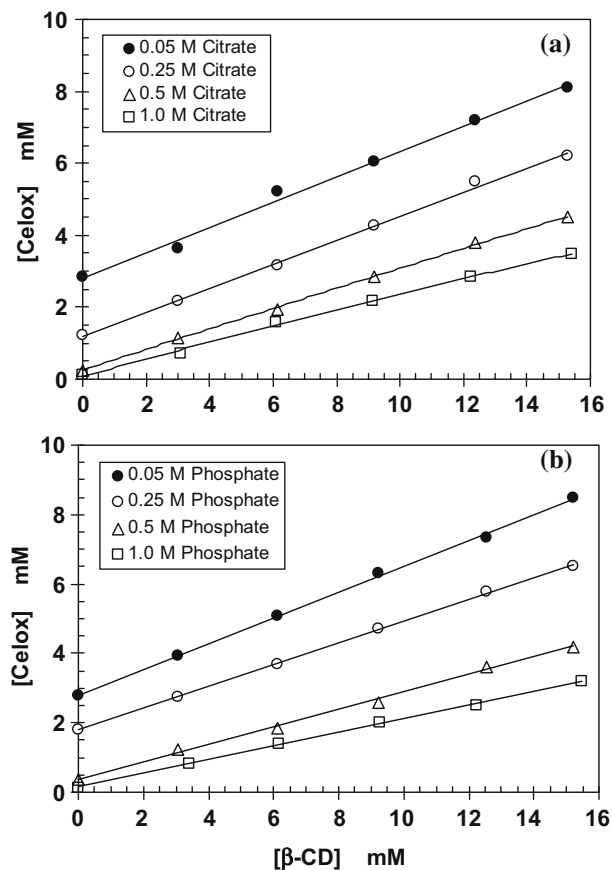 (a)
0.05 M Citrate
0.25 M Citrate
0.5 M Citrate
1.0 M Citrate
[Celox] mM
10
8
6
4
2
0
0 2 4 6 8 10 12 14 16
(b)
0.05 M Phosphate
0.25 M Phosphate
0.5 M Phosphate
1.0 M Phosphate
[Celox] mM
10
8
6
4
2
0
0 2 4 6 8 10 12 14 16
[β-CD] mM